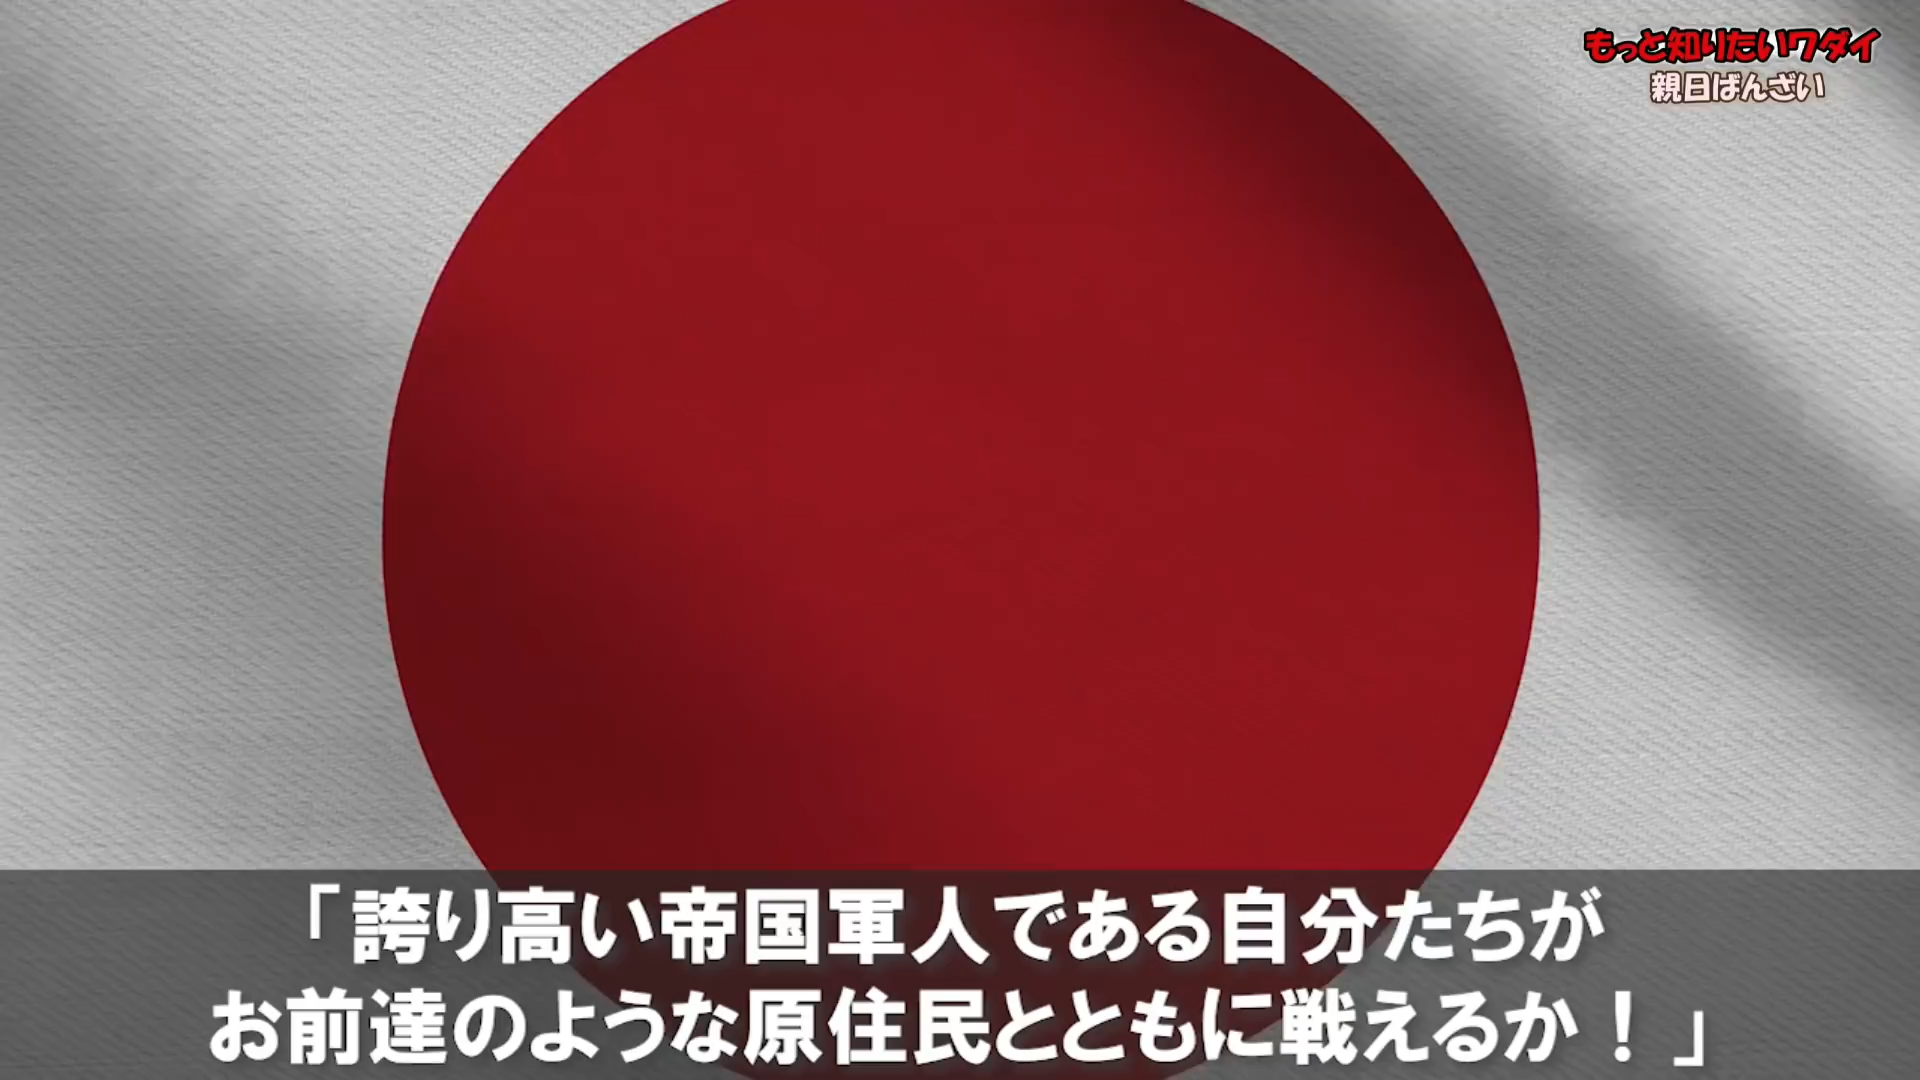 もっと知りたいワダイ
親日ばんざい
「誇り高い帝国軍人である自分たちが
お前達のような原住民とともに戦えるか！」